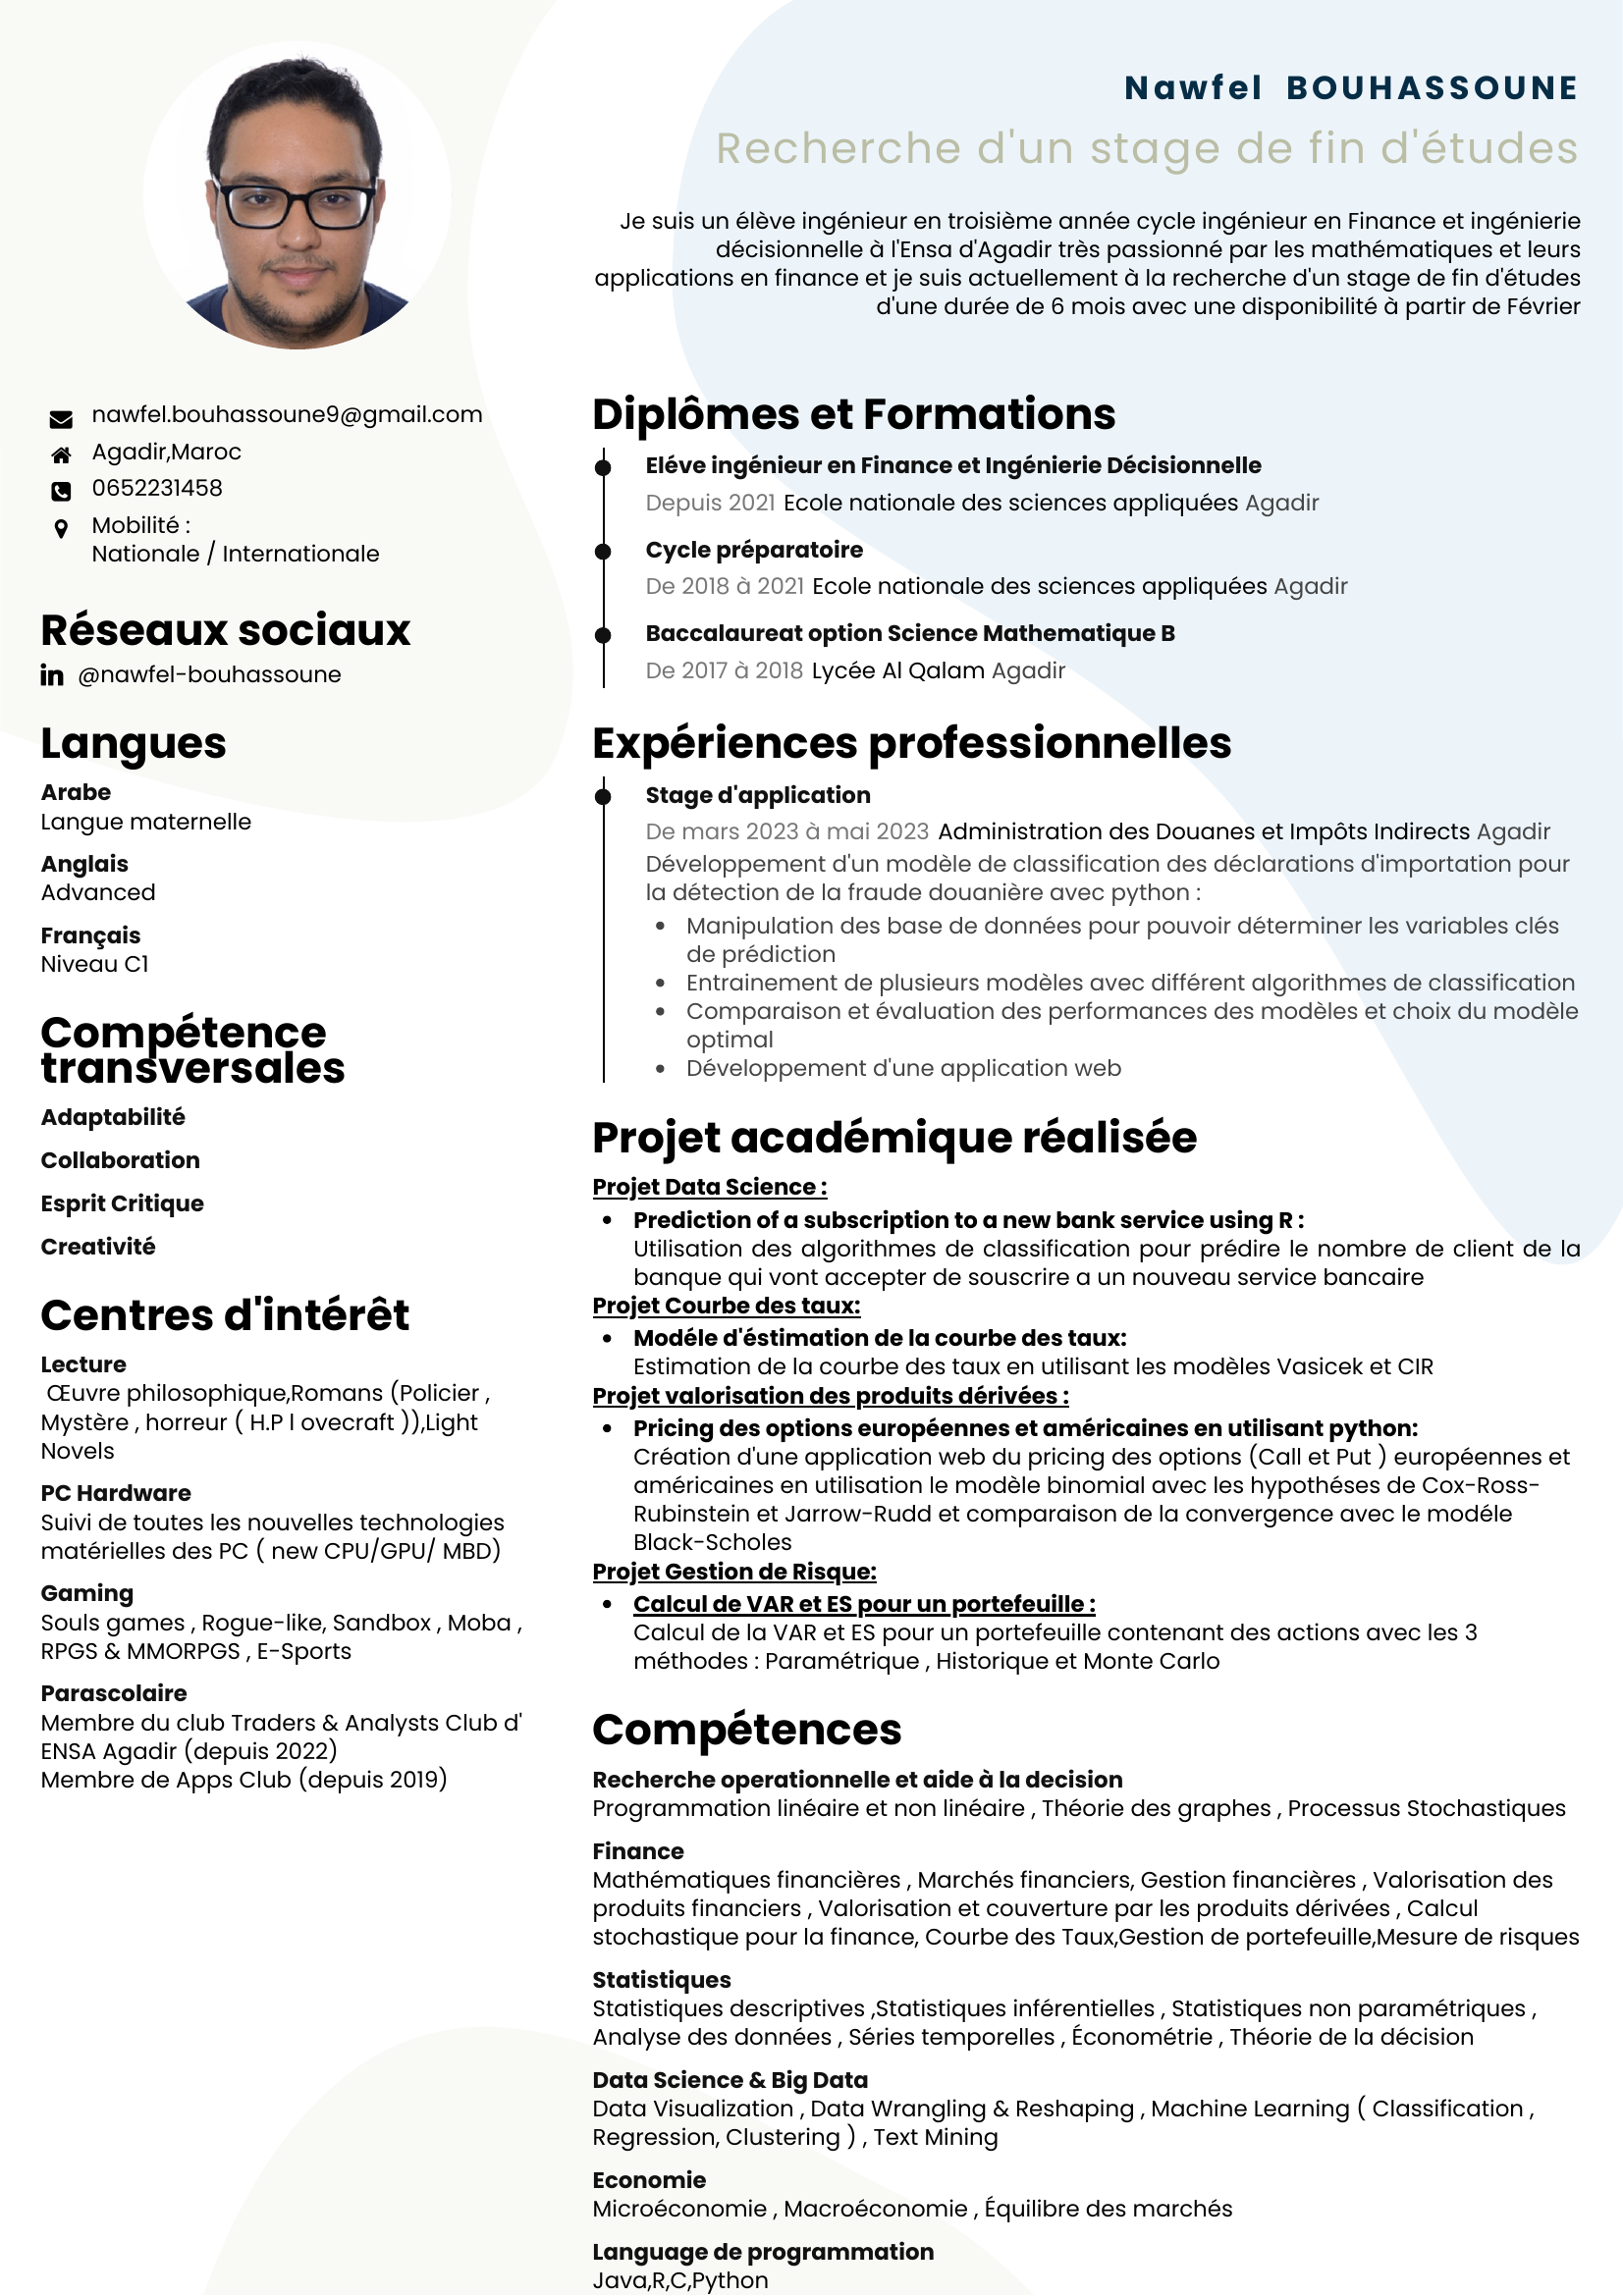 Nawfel BOUHASSOUNE
Recherche d'un stage de fin d'études
Je suis un élève ingénieur en troisième année cycle ingénieur en Finance et ingénierie
décisionnelle à l'Ensa d'Agadir très passionné par les mathématiques et leurs
applications en finance et je suis actuellement à la recherche d'un stage de fin d'études
d'une durée de 6 mois avec une disponibilité à partir de Février
nawfel.bouhassoune9@gmail.com
Agadir,Maroc
0652231458
Mobilité :
Nationale / Internationale
Réseaux sociaux
in @nawfel-bouhassoune
Langues
Arabe
Langue maternelle
Anglais
Advanced
Français
Niveau C1
Compétence
transversales
Adaptabilité
Collaboration
Esprit Critique
Creativité
Centres d'intérêt
Lecture
Œuvre philosophique,Romans (Policier ,
Mystère , horreur ( H.P l ovecraft )),Light
Novels
PC Hardware
Suivi de toutes les nouvelles technologies
matérielles des PC ( new CPU/GPU/ MBD)
Gaming
Souls games , Rogue-like, Sandbox , Moba ,
RPGS & MMORPGS , E-Sports
Parascolaire
Membre du club Traders & Analysts Club d'
ENSA Agadir (depuis 2022)
Membre de Apps Club (depuis 2019)
Diplômes et Formations
Eléve ingénieur en Finance et Ingénierie Décisionnelle
Depuis 2021 Ecole nationale des sciences appliquées Agadir
Cycle préparatoire
De 2018 à 2021 Ecole nationale des sciences appliquées Agadir
Baccalaureat option Science Mathematique B
De 2017 à 2018 Lycée Al Qalam Agadir
Expériences professionnelles
Stage d'application
De mars 2023 à mai 2023 Administration des Douanes et Impôts Indirects Agadir
Développement d'un modèle de classification des déclarations d'importation pour
la détection de la fraude douanière avec python :
• Manipulation des base de données pour pouvoir déterminer les variables clés
de prédiction
• Entrainement de plusieurs modèles avec différent algorithmes de classification
• Comparaison et évaluation des performances des modèles et choix du modèle
optimal
• Développement d'une application web
Projet académique réalisée
Projet Data Science :
• Prediction of a subscription to a new bank service using R :
Utilisation des algorithmes de classification pour prédire le nombre de client de la
banque qui vont accepter de souscrire a un nouveau service bancaire
Projet Courbe des taux:
• Modéle d'éstimation de la courbe des taux:
Estimation de la courbe des taux en utilisant les modèles Vasicek et CIR
Projet valorisation des produits dérivées :
• Pricing des options européennes et américaines en utilisant python:
Création d'une application web du pricing des options (Call et Put ) européennes et
américaines en utilisation le modèle binomial avec les hypothéses de Cox-Ross-
Rubinstein et Jarrow-Rudd et comparaison de la convergence avec le modéle
Black-Scholes
Projet Gestion de Risque:
• Calcul de VAR et ES pour un portefeuille :
Calcul de la VAR et ES pour un portefeuille contenant des actions avec les 3
méthodes : Paramétrique , Historique et Monte Carlo
Compétences
Recherche operationnelle et aide à la decision
Programmation linéaire et non linéaire , Théorie des graphes , Processus Stochastiques
Finance
Mathématiques financières , Marchés financiers, Gestion financières , Valorisation des
produits financiers , Valorisation et couverture par les produits dérivées , Calcul
stochastique pour la finance, Courbe des Taux,Gestion de portefeuille,Mesure de risques
Statistiques
Statistiques descriptives ,Statistiques inférentielles , Statistiques non paramétriques ,
Analyse des données , Séries temporelles , Économétrie , Théorie de la décision
Data Science & Big Data
Data Visualization , Data Wrangling & Reshaping , Machine Learning ( Classification ,
Regression, Clustering ) , Text Mining
Economie
Microéconomie , Macroéconomie , Équilibre des marchés
Language de programmation
Java,R,C,Python